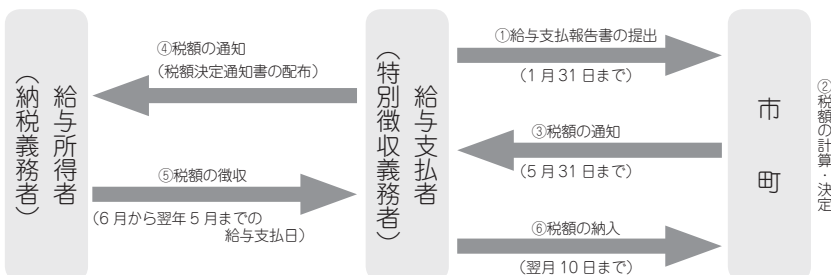 給与所得者
（納税義務者）
④税額の通知
（税額決定通知書の配布）
⑤税額の徴収
（6月から翌年5月までの
給与支払日）
給与支払者
（特別徴収義務者）
①給与支払報告書の提出
（1月31日まで）
③税額の通知
（5月31日まで）
⑥税額の納入
（翌月10日まで）
市町
②税額の計算・決定